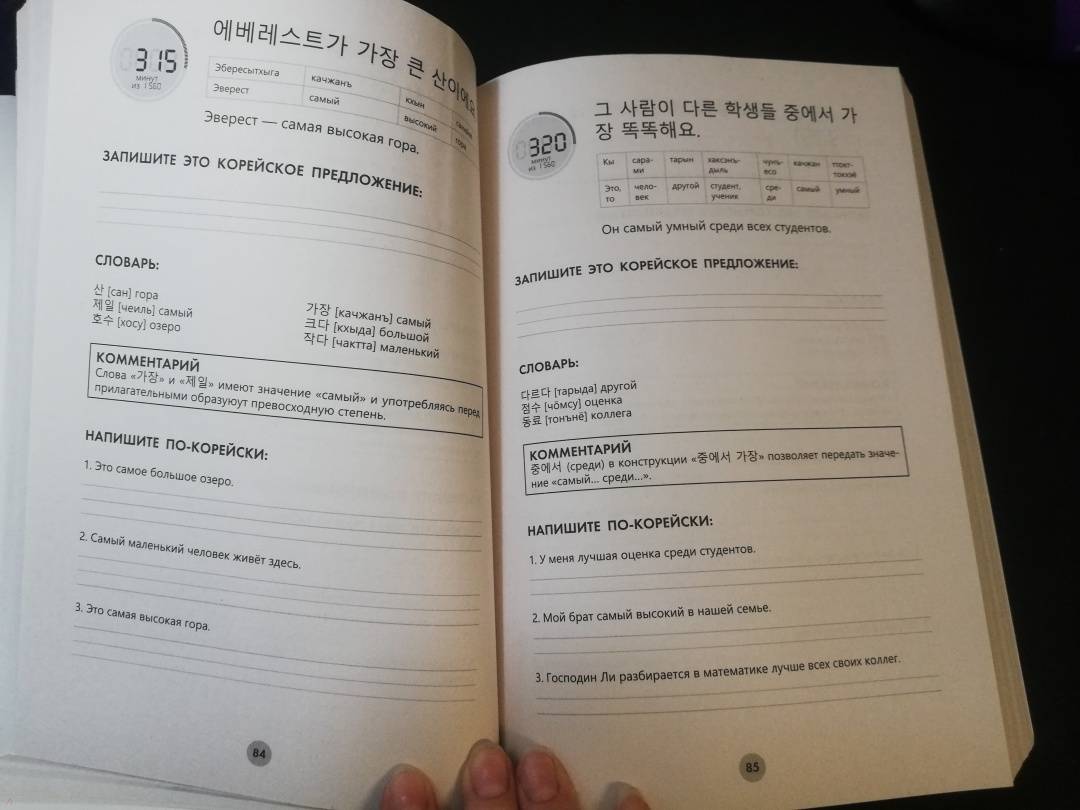 315
минут
из 1560
에베레스트가 가장 큰 산이에요
Эбересытхыга качжанъ кхын
Эверест самый высокий гора
Эверест — самая высокая гора.
ЗАПИШИТЕ ЭТО КОРЕЙСКОЕ ПРЕДЛОЖЕНИЕ:
СЛОВАРЬ:
산 [сан] гора
제일 [чеиль] самый
호수 [хосу] озеро
가장 [качжанъ] самый
크다 [кхыда] большой
작다 [чактта] маленький
КОММЕНТАРИЙ
Слова «가장» и «제일» имеют значение «самый» и употребляясь перед
прилагательными образуют превосходную степень.
НАПИШИТЕ ПО-КОРЕЙСКИ:
1. Это самое большое озеро.
2. Самый маленький человек живёт здесь.
3. Это самая высокая гора.
84
320
минут
из 1560
그 사람이 다른 학생들 중에서 가
장 똑똑해요.
Кы сара- тарын хаксэнъ- чунъ- качжан ттокт-
ми дыль есо токхэё
Это, чело- другой студент, сре- самый умный
то век ученик ди
Он самый умный среди всех студентов.
ЗАПИШИТЕ ЭТО КОРЕЙСКОЕ ПРЕДЛОЖЕНИЕ:
СЛОВАРЬ:
다르다 [тарыда] другой
점수 [чŏмсу] оценка
동료 [тонънё] коллега
КОММЕНТАРИЙ
중에서 (среди) в конструкции «중에서 가장» позволяет передать значе-
ние «самый... среди...».
НАПИШИТЕ ПО-КОРЕЙСКИ:
1. У меня лучшая оценка среди студентов.
2. Мой брат самый высокий в нашей семье.
3. Господин Ли разбирается в математике лучше всех своих коллег.
85